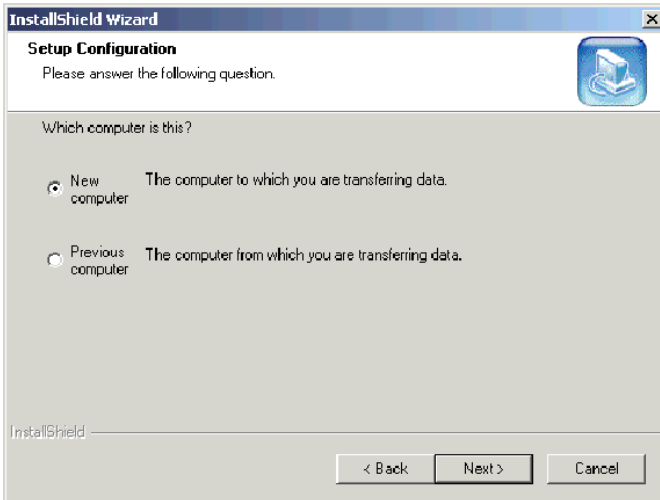 InstallShield Wizard
Setup Configuration
Please answer the following question.
Which computer is this?
New computer
The computer to which you are transferring data.
Previous computer
The computer from which you are transferring data.
InstallShield
< Back
Next >
Cancel